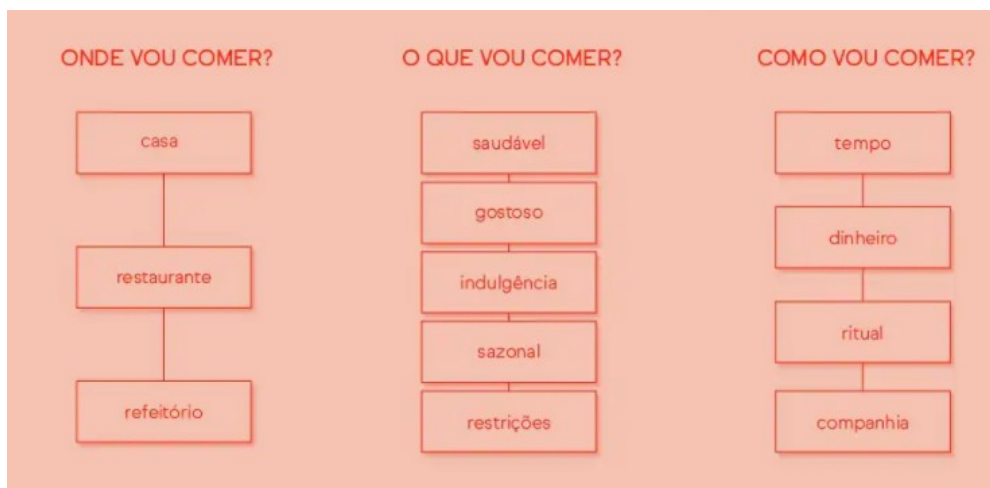 ONDE VOU COMER?
casa
restaurante
refeitório
O QUE VOU COMER?
saudável
gostoso
indulgência
sazonal
restrições
COMO VOU COMER?
tempo
dinheiro
ritual
companhia